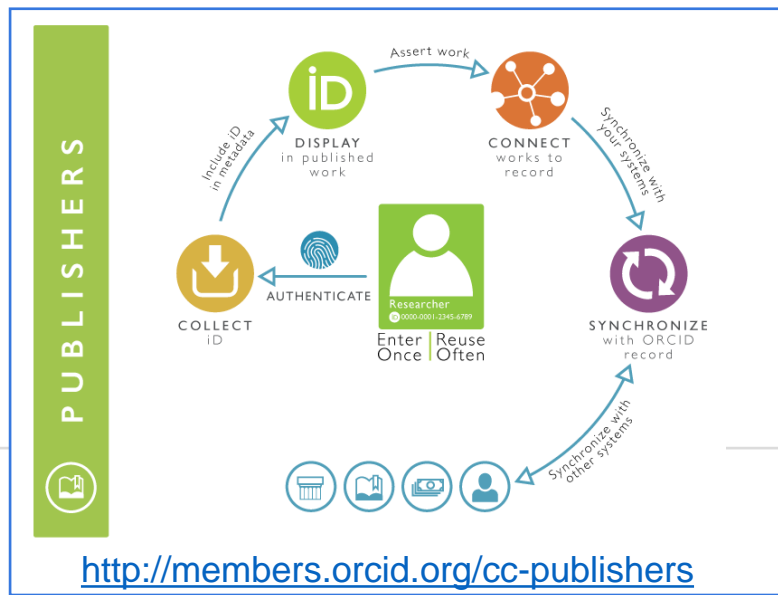 PUBLISHERS
Assert work
iD
DISPLAY
in published
work
CONNECT
works to
record
Include iD
in metadata
Synchronize with
your systems
AUTHENTICATE
COLLECT
iD
Researcher
iD 0000-0001-2345-6789
Enter
Once
Reuse
Often
SYNCHRONIZE
with ORCID
record
Synchronize with
other systems
http://members.orcid.org/cc-publishers